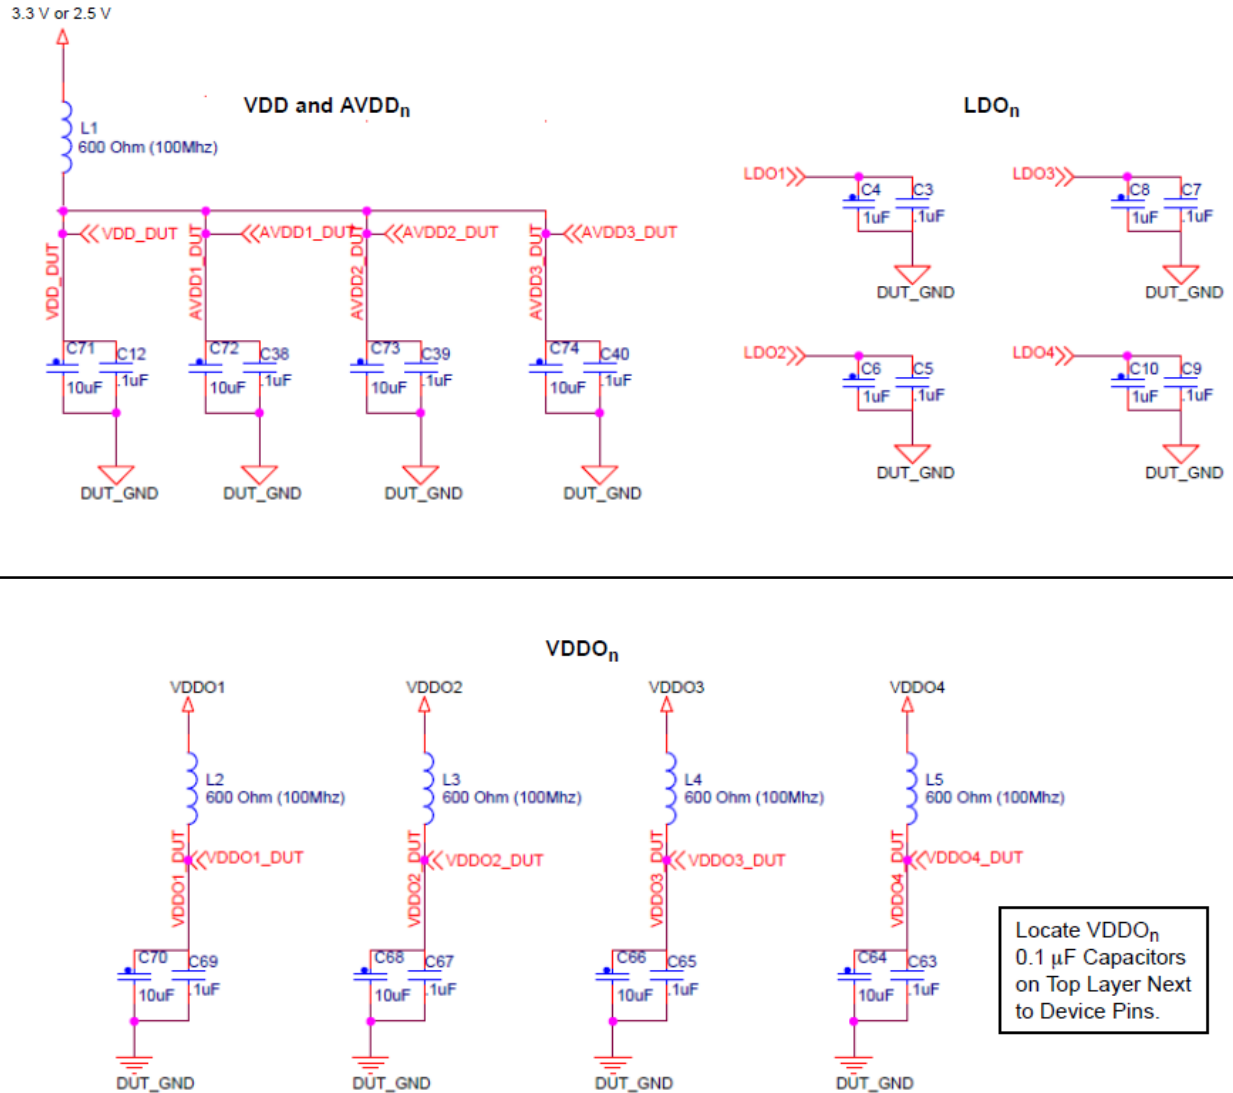 3.3 V or 2.5 V
VDD and AVDDn
LDOn
L1
600 Ohm (100Mhz)
VDD_DUT
AVDD1_DUT
AVDD2_DUT
AVDD3_DUT
VDD_DUT
AVDD1_DUT
AVDD2_DUT
AVDD3_DUT
C71
10uF
C12
.1uF
C72
10uF
C38
.1uF
C73
10uF
C39
.1uF
C74
10uF
C40
.1uF
DUT_GND
DUT_GND
DUT_GND
DUT_GND
LDO1
C4
1uF
C3
.1uF
DUT_GND
LDO3
C8
1uF
C7
.1uF
DUT_GND
LDO2
C6
1uF
C5
.1uF
DUT_GND
LDO4
C10
1uF
C9
.1uF
DUT_GND
VDDOn
VDDO1
L2
600 Ohm (100Mhz)
VDDO1_DUT
VDDO1_DUT
C70
10uF
C69
.1uF
DUT_GND
VDDO2
L3
600 Ohm (100Mhz)
VDDO2_DUT
VDDO2_DUT
C68
10uF
C67
.1uF
DUT_GND
VDDO3
L4
600 Ohm (100Mhz)
VDDO3_DUT
VDDO3_DUT
C66
10uF
C65
.1uF
DUT_GND
VDDO4
L5
600 Ohm (100Mhz)
VDDO4_DUT
VDDO4_DUT
C64
10uF
C63
.1uF
DUT_GND
Locate VDDOn
0.1 μF Capacitors
on Top Layer Next
to Device Pins.